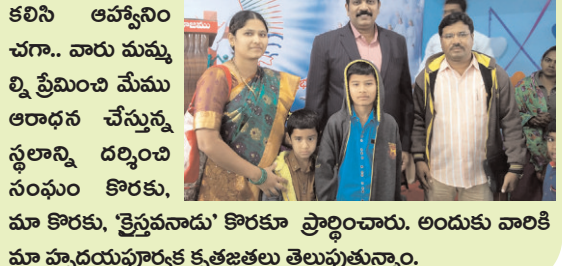 కలిసి ఆహ్వానిం
చగా.. వారు మమ్మ
ల్ని ప్రేమించి మేము
ఆరాధన చేస్తున్న
స్థలాన్ని దర్శించి
సంఘం కొరకు,
మా కొరకు, ‘క్రైస్తవనాడు’ కొరకూ ప్రార్థించారు. అందుకు వారికి
మా హృదయపూర్వక కృతజ్ఞతలు తెలుపుతున్నాం.